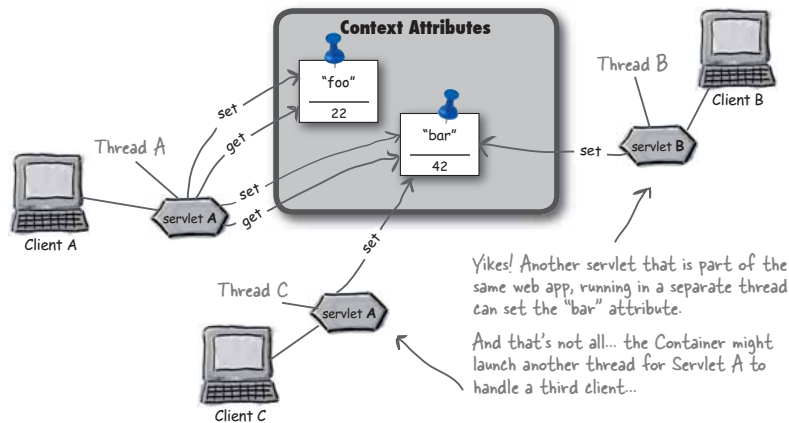 Context Attributes
"foo"
22
"bar"
42
set
get
set
get
set
set
Thread A
Client A
servlet A
Thread B
Client B
servlet B
Thread C
servlet A
Client C
Yikes! Another servlet that is part of the
same web app, running in a separate thread
can set the "bar" attribute.
And that's not all... the Container might
launch another thread for Servlet A to
handle a third client...